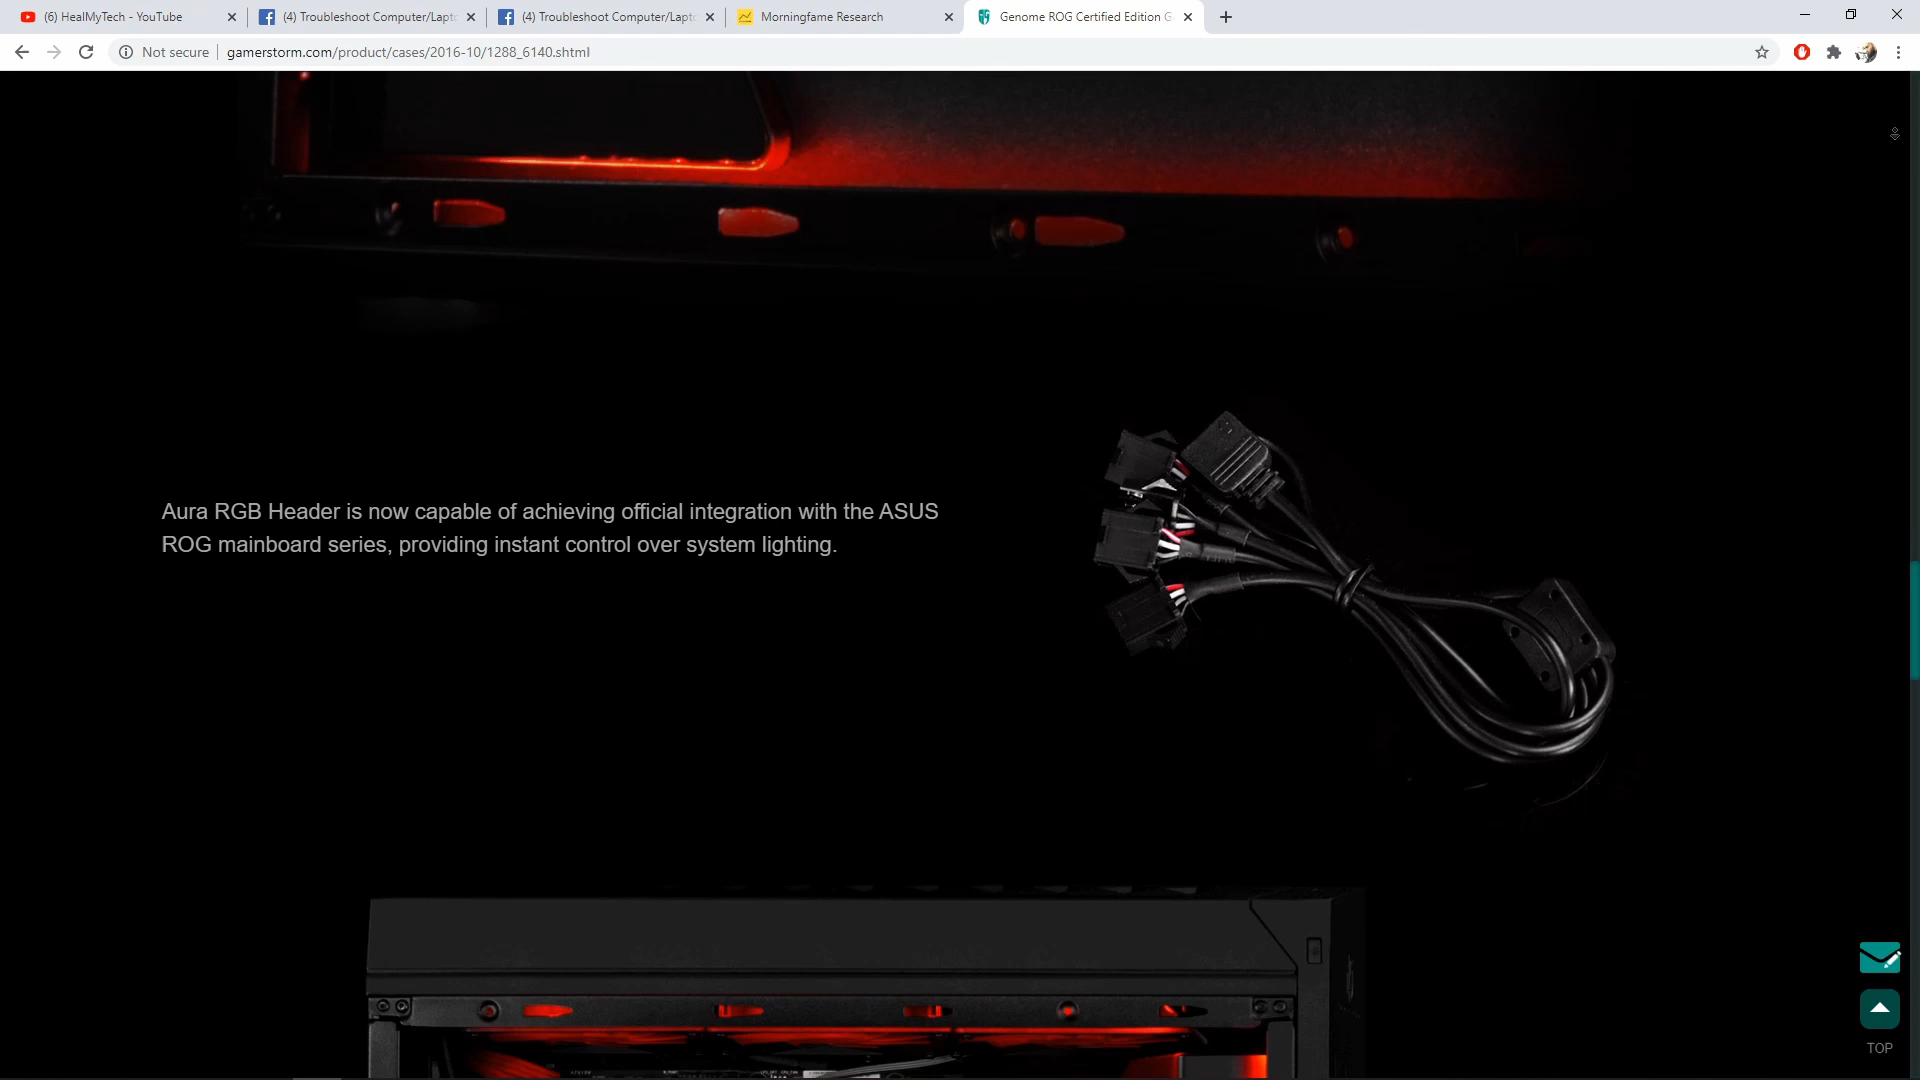 (6) HealMyTech - YouTube
(4) Troubleshoot Computer/Lapt
(4) Troubleshoot Computer/Lapt
Morningfame Research
Genome ROG Certified Edition G
Not secure
gamerstorm.com/product/cases/2016-10/1288_6140.shtml
Aura RGB Header is now capable of achieving official integration with the ASUS
ROG mainboard series, providing instant control over system lighting.
TOP